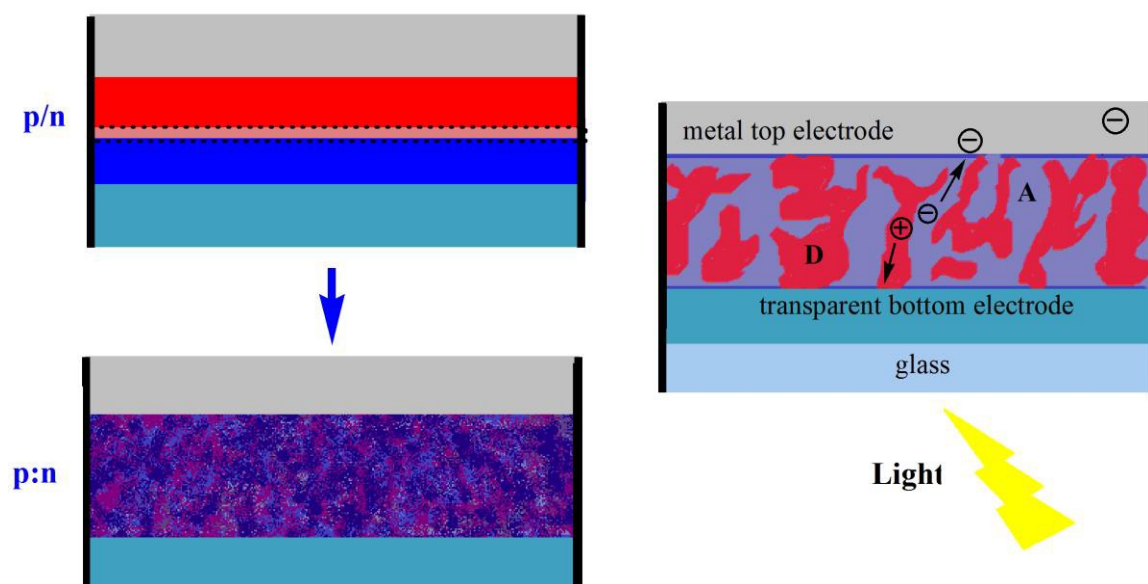 p/n
p:n
metal top electrode
⊖
⊖
A
⊖
⊕
D
transparent bottom electrode
glass
Light